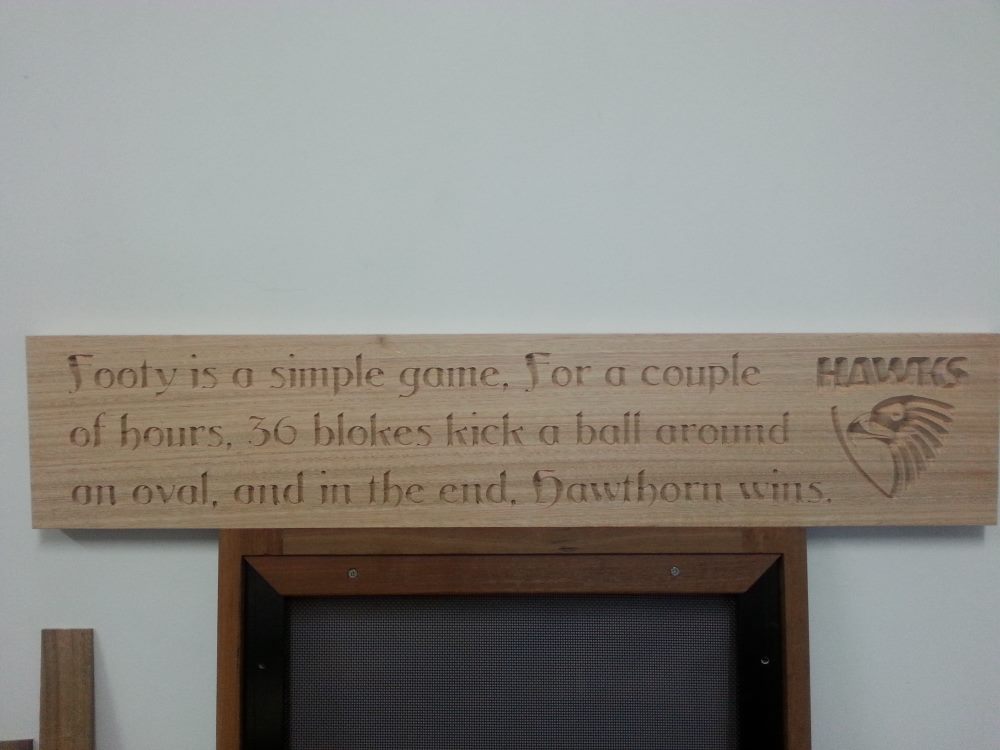 Footy is a simple game. For a couple
of hours, 36 blokes kick a ball around
an oval, and in the end, Hawthorn wins.
HAWKS